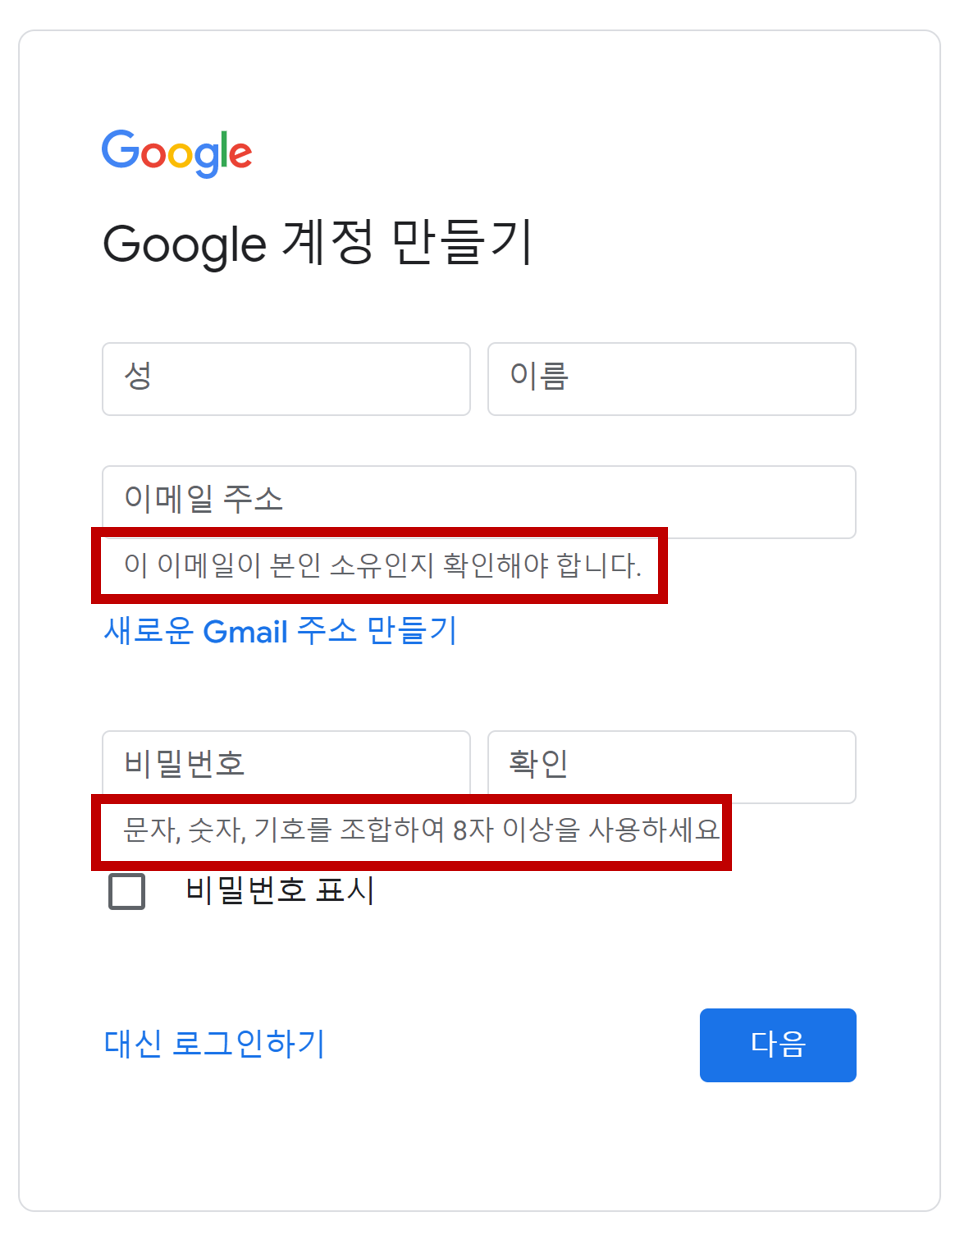 Google
Google 계정 만들기
성
이름
이메일 주소
이 이메일이 본인 소유인지 확인해야 합니다.
새로운 Gmail 주소 만들기
비밀번호
확인
문자, 숫자, 기호를 조합하여 8자 이상을 사용하세요
비밀번호 표시
대신 로그인하기
다음